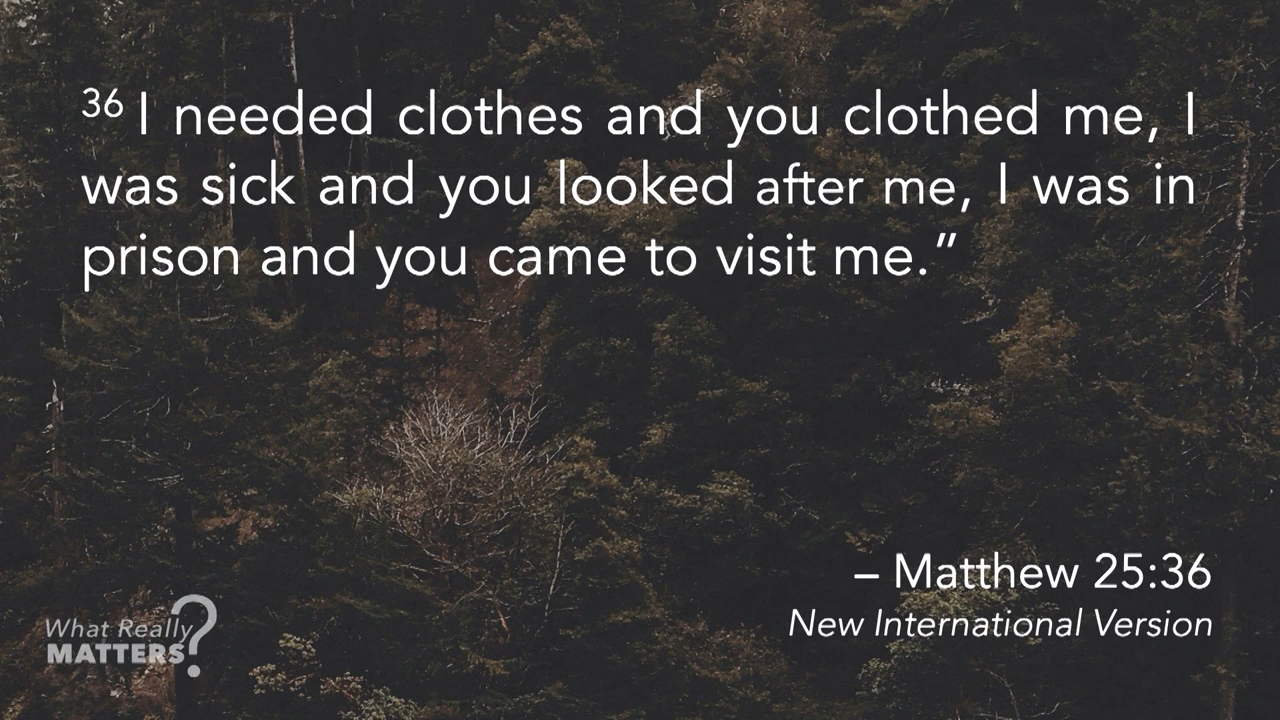 36 I needed clothes and you clothed me, I
was sick and you looked after me, I was in
prison and you came to visit me.”
– Matthew 25:36
New International Version
What Really
MATTERS?